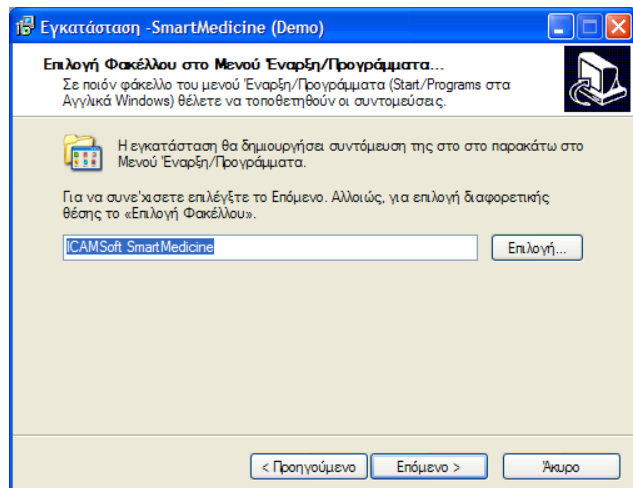 Εγκατάσταση -SmartMedicine (Demo)
Επιλογή Φακέλλου στο Μενού Έναρξη/Προγράμματα...
Σε ποιόν φάκελλο του μενού Έναρξη/Προγράμματα (Start/Programs στα
Αγγλικά Windows) θέλετε να τοποθετηθούν οι συντομεύσεις.
Η εγκατάσταση θα δημιουργήσει συντόμευση της στο στο παρακάτω στο
Μενού Έναρξη/Προγράμματα.
Για να συνε'χισετε επιλέγξτε το Επόμενο. Αλλοιώς, για επιλογή διαφορετικής
θέσης το «Επιλογή Φακέλλου».
ICAMSoft SmartMedicine
Επιλογή...
< Προηγούμενο
Επόμενο >
Άκυρο